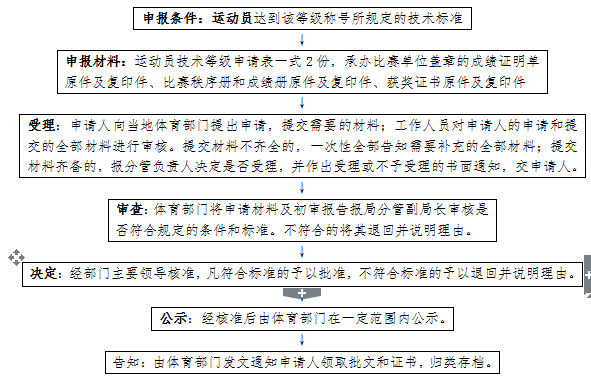 申报条件：运动员达到该等级称号所规定的技术标准
申报材料：运动员技术等级申请表一式2份，承办比赛单位盖章的成绩证明单
原件及复印件、比赛秩序册和成绩册原件及复印件、获奖证书原件及复印件
受理：申请人向当地体育部门提出申请，提交需要的材料；工作人员对申请人的申请和提
交的全部材料进行审核。提交材料不齐全的，一次性全部告知需要补充的全部材料；提交
材料齐备的，报分管负责人决定是否受理，并作出受理或不予受理的书面通知，交申请人。
审查：体育部门将申请材料及初审报告报局分管副局长审核是
否符合规定的条件和标准。不符合的将其退回并说明理由。
决定：经部门主要领导核准，凡符合标准的予以批准，不符合标准的予以退回并说明理由。
公示：经核准后由体育部门在一定范围内公示。
告知：由体育部门发文通知申请人领取批文和证书，归类存档。